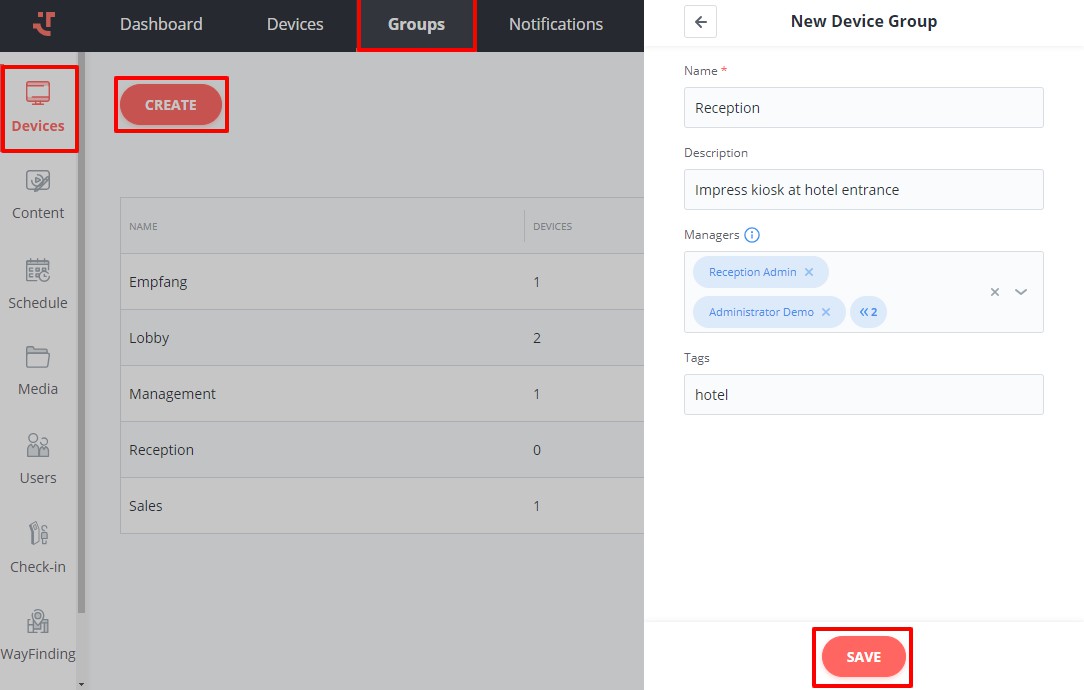 Dashboard
Devices
Groups
Notifications
Devices
Content
Schedule
Media
Users
Check-in
WayFinding
CREATE
NAME DEVICES
Empfang 1
Lobby 2
Management 1
Reception 0
Sales 1
New Device Group
Name *
Reception
Description
Impress kiosk at hotel entrance
Managers
Reception Admin ×
Administrator Demo × «2
Tags
hotel
SAVE